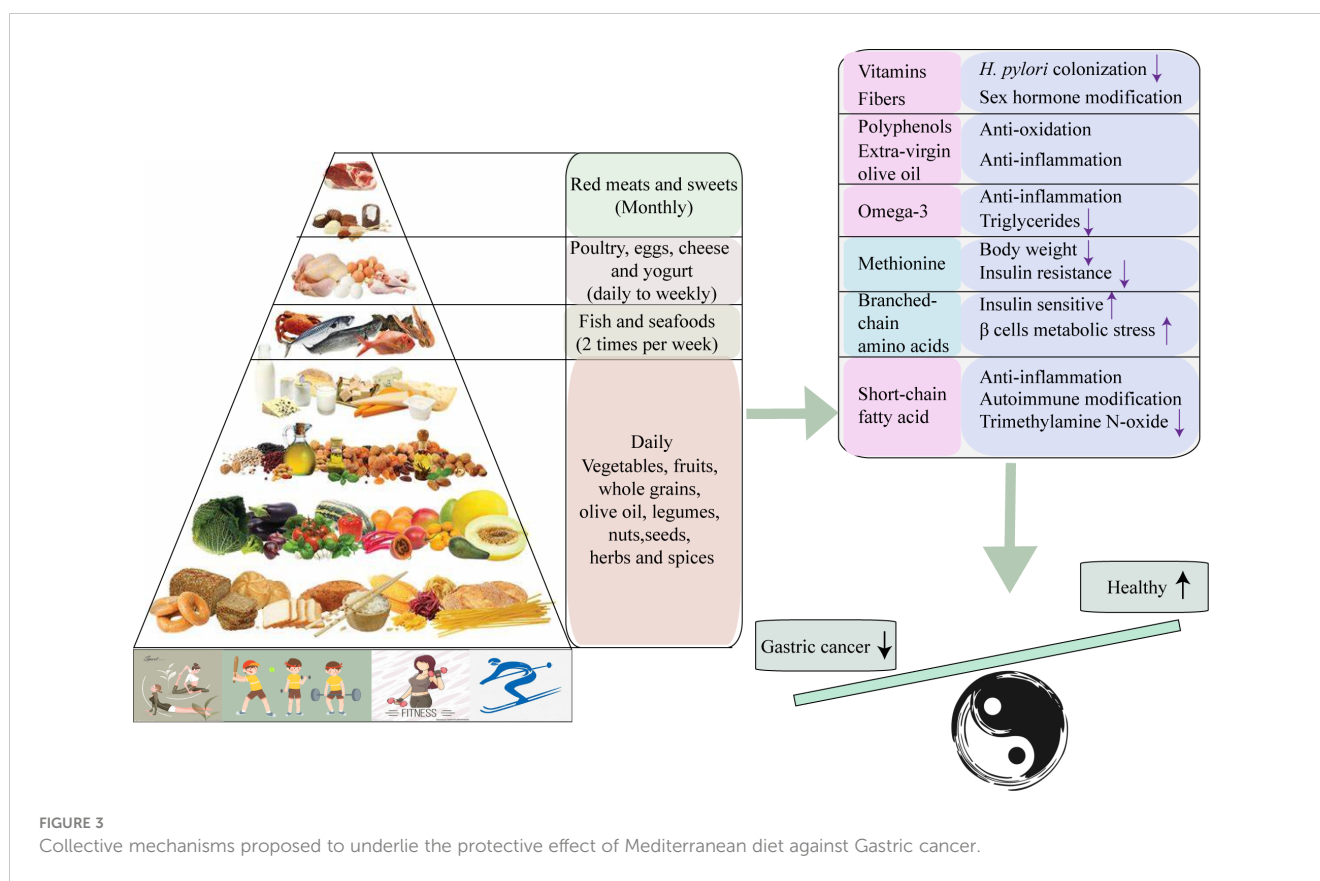 Red meats and sweets
(Monthly)
Poultry, eggs, cheese
and yogurt
(daily to weekly)
Fish and seafoods
(2 times per week)
Daily
Vegetables, fruits,
whole grains,
olive oil, legumes,
nuts,seeds,
herbs and spices
FITNESS
Vitamins
Fibers
H. pylori colonization ↓
Sex hormone modification
Polyphenols
Extra-virgin
olive oil
Anti-oxidation
Anti-inflammation
Omega-3
Anti-inflammation
Triglycerides ↓
Methionine
Body weight ↓
Insulin resistance ↓
Branched-
chain
amino acids
Insulin sensitive ↑
β cells metabolic stress ↑
Short-chain
fatty acid
Anti-inflammation
Autoimmune modification
Trimethylamine N-oxide ↓
Healthy ↑
Gastric cancer ↓
FIGURE 3
Collective mechanisms proposed to underlie the protective effect of Mediterranean diet against Gastric cancer.